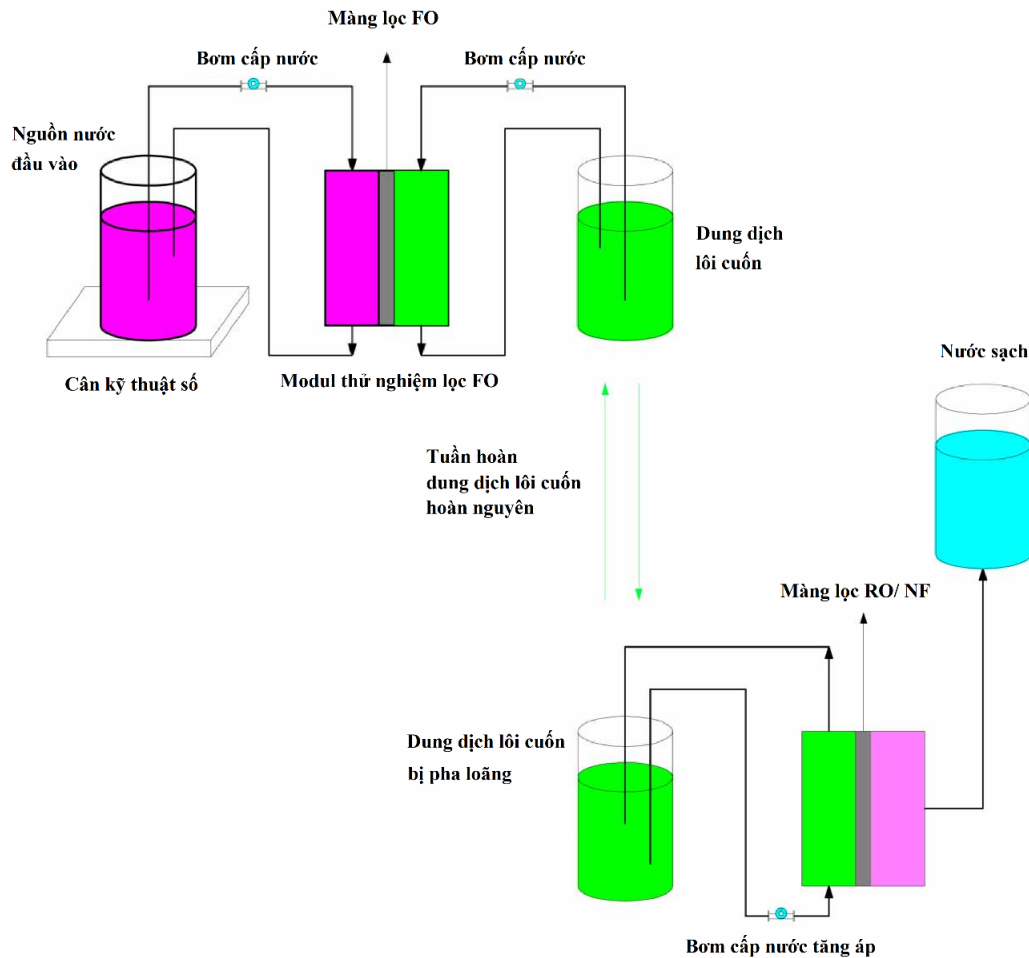 Màng lọc FO
Bơm cấp nước
Bơm cấp nước
Nguồn nước
đầu vào
Dung dịch
lôi cuốn
Cân kỹ thuật số
Modul thử nghiệm lọc FO
Nước sạch
Tuần hoàn
dung dịch lôi cuốn
hoàn nguyên
Màng lọc RO/ NF
Dung dịch lôi cuốn
bị pha loãng
Bơm cấp nước tăng áp